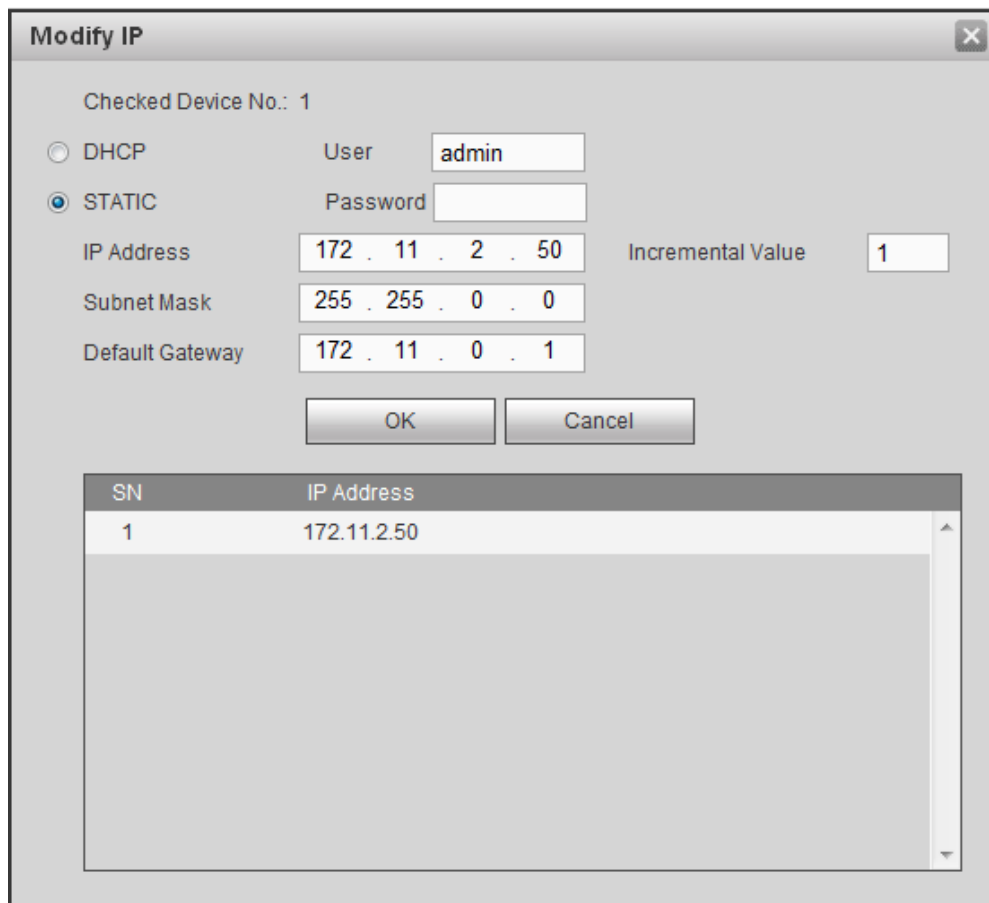 Modify IP
Checked Device No.: 1
DHCP User admin
STATIC Password
IP Address 172 . 11 . 2 . 50 Incremental Value 1
Subnet Mask 255 . 255 . 0 . 0
Default Gateway 172 . 11 . 0 . 1
OK Cancel
SN IP Address
1 172.11.2.50